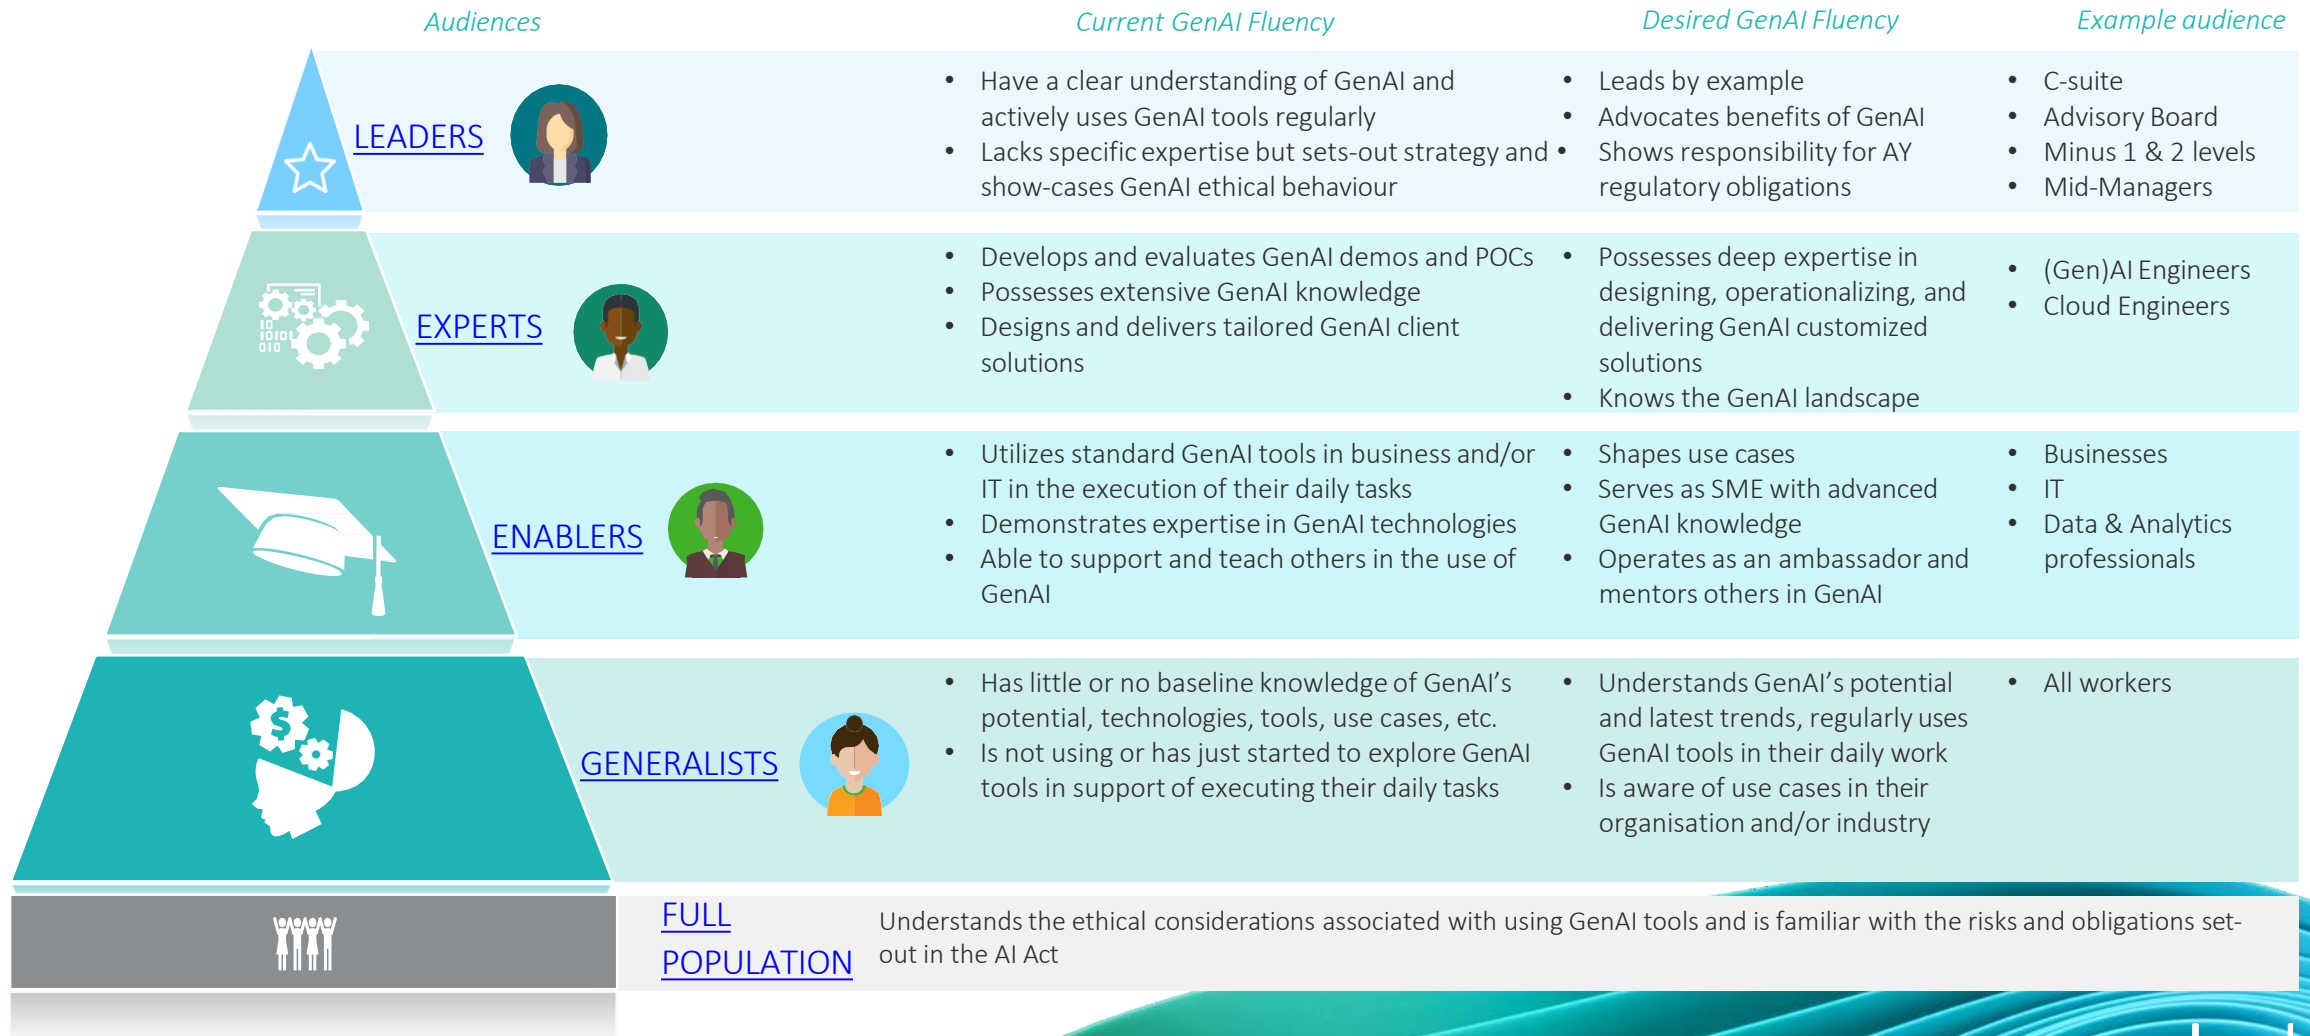 Audiences
Current GenAI Fluency
Desired GenAI Fluency
Example audience
LEADERS
• Have a clear understanding of GenAI and
actively uses GenAI tools regularly
• Lacks specific expertise but sets-out strategy and
show-cases GenAI ethical behaviour
• Leads by example
• Advocates benefits of GenAI
• Shows responsibility for AY
regulatory obligations
• C-suite
• Advisory Board
• Minus 1 & 2 levels
• Mid-Managers
10
10101
010
EXPERTS
• Develops and evaluates GenAI demos and POCs
• Possesses extensive GenAI knowledge
• Designs and delivers tailored GenAI client
solutions
• Possesses deep expertise in
designing, operationalizing, and
delivering GenAI customized
solutions
• Knows the GenAI landscape
• (Gen)AI Engineers
• Cloud Engineers
ENABLERS
• Utilizes standard GenAI tools in business and/or
IT in the execution of their daily tasks
• Demonstrates expertise in GenAI technologies
• Able to support and teach others in the use of
GenAI
• Shapes use cases
• Serves as SME with advanced
GenAI knowledge
• Operates as an ambassador and
mentors others in GenAI
• Businesses
• IT
• Data & Analytics
professionals
$
GENERALISTS
• Has little or no baseline knowledge of GenAI’s
potential, technologies, tools, use cases, etc.
• Is not using or has just started to explore GenAI
tools in support of executing their daily tasks
• Understands GenAI’s potential
and latest trends, regularly uses
GenAI tools in their daily work
• Is aware of use cases in their
organisation and/or industry
• All workers
FULL
POPULATION
Understands the ethical considerations associated with using GenAI tools and is familiar with the risks and obligations set-
out in the AI Act